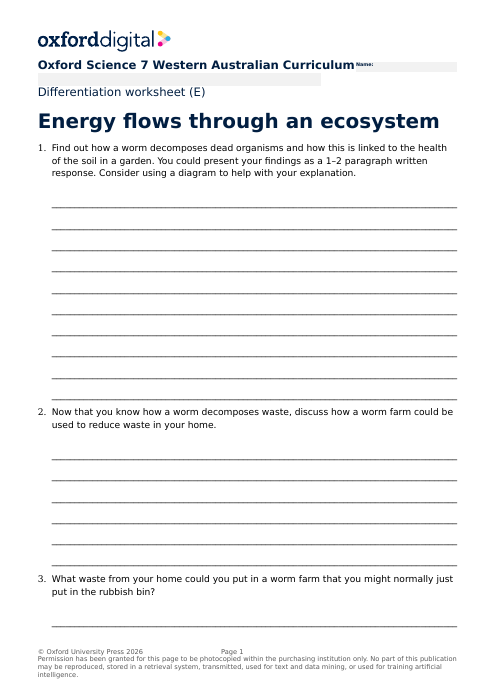 oxforddigital
Oxford Science 7 Western Australian Curriculum Name:
Differentiation worksheet (E)
Energy flows through an ecosystem
1. Find out how a worm decomposes dead organisms and how this is linked to the health
of the soil in a garden. You could present your findings as a 1–2 paragraph written
response. Consider using a diagram to help with your explanation.
2. Now that you know how a worm decomposes waste, discuss how a worm farm could be
used to reduce waste in your home.
3. What waste from your home could you put in a worm farm that you might normally just
put in the rubbish bin?
© Oxford University Press 2026 Page 1
Permission has been granted for this page to be photocopied within the purchasing institution only. No part of this publication
may be reproduced, stored in a retrieval system, transmitted, used for text and data mining, or used for training artificial
intelligence.